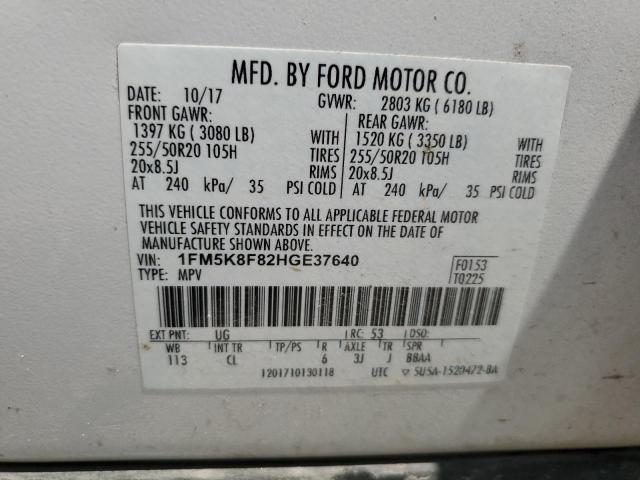 MFD. BY FORD MOTOR CO.
DATE: 10/17 GVWR: 2803 KG ( 6180 LB)
FRONT GAWR: REAR GAWR:
1397 KG ( 3080 LB) WITH 1520 KG ( 3350 LB) WITH
255/50R20 105H TIRES 255/50R20 105H TIRES
20x8.5J RIMS 20x8.5J RIMS
AT 240 kPa/ 35 PSI COLD AT 240 kPa/ 35 PSI COLD
THIS VEHICLE CONFORMS TO ALL APPLICABLE FEDERAL MOTOR
VEHICLE SAFETY STANDARDS IN EFFECT ON THE DATE OF
MANUFACTURE SHOWN ABOVE.
VIN: 1FM5K8F82HGE37640 F0153
TYPE: MPV T0225
EXT PNT: UG RC: 53 DSO:
WB INT TR TP/PS R AXLE TR SPR
113 CL 6 3J J BBAA
1201710130118 UTC ▽ 5U5A-1520472-BA